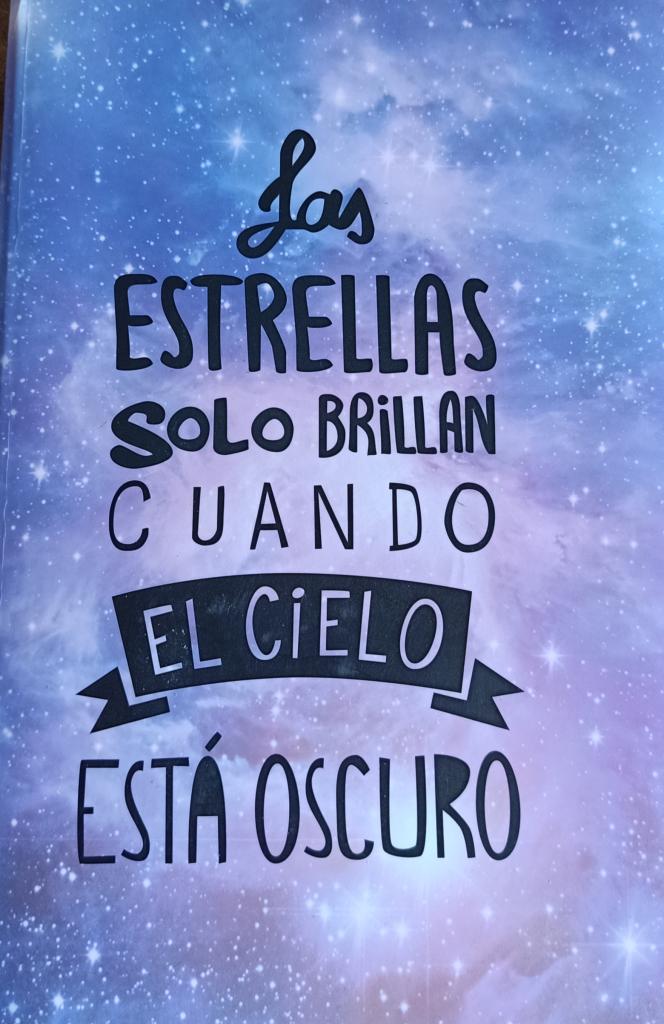 Las
ESTRELLAS
SOLO BRiLLAN
CUANDO
EL CiELO
ESTÁ OSCURO